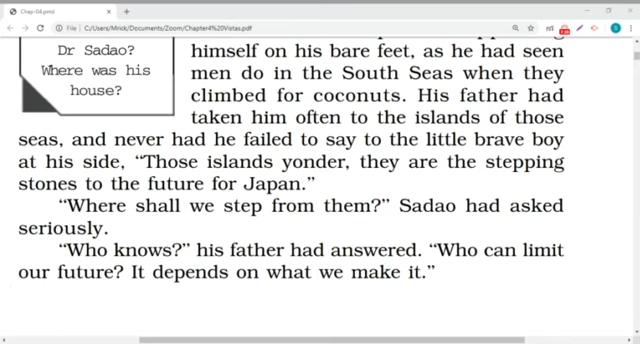 Chap-04.pmd
File | C:/Users/Mrick/Documents/Zoom/Chapter4%20Vistas.pdf
Dr Sadao?
Where was his
house?
himself on his bare feet, as he had seen
men do in the South Seas when they
climbed for coconuts. His father had
taken him often to the islands of those
seas, and never had he failed to say to the little brave boy
at his side, “Those islands yonder, they are the stepping
stones to the future for Japan.”
“Where shall we step from them?” Sadao had asked
seriously.
“Who knows?” his father had answered. “Who can limit
our future? It depends on what we make it.”